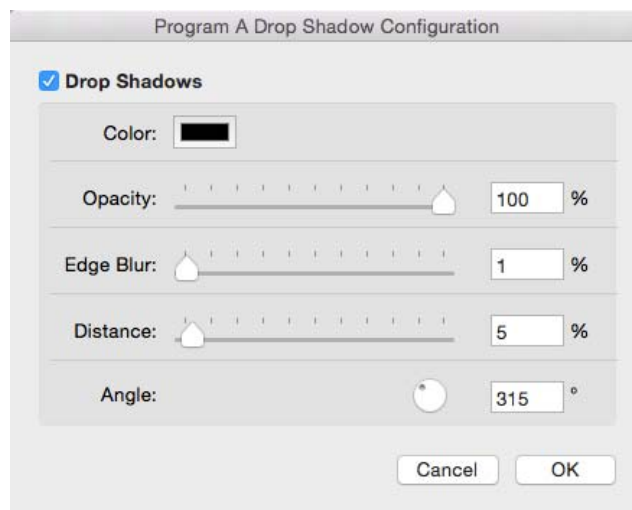 Program A Drop Shadow Configuration
Drop Shadows
Color:
Opacity: 100 %
Edge Blur: 1 %
Distance: 5 %
Angle: 315 °
Cancel OK